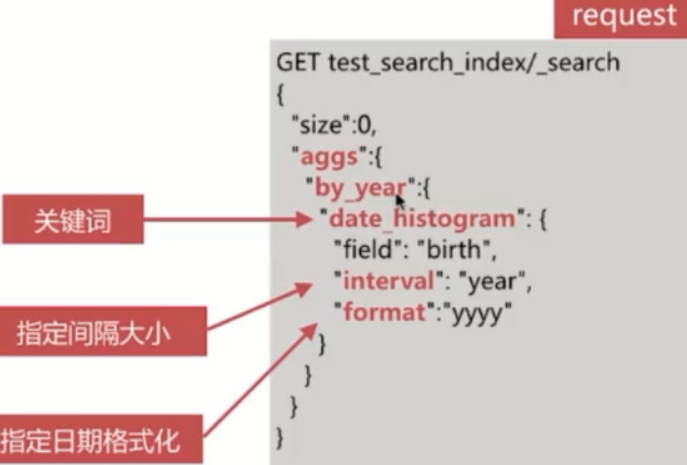 request
GET test_search_index/_search
{
"size":0,
"aggs":{
"by_year":{
关键词
"date_histogram": {
"field": "birth",
指定间隔大小
"interval": "year",
指定日期格式化
"format":"yyyy"
}
}
}
}